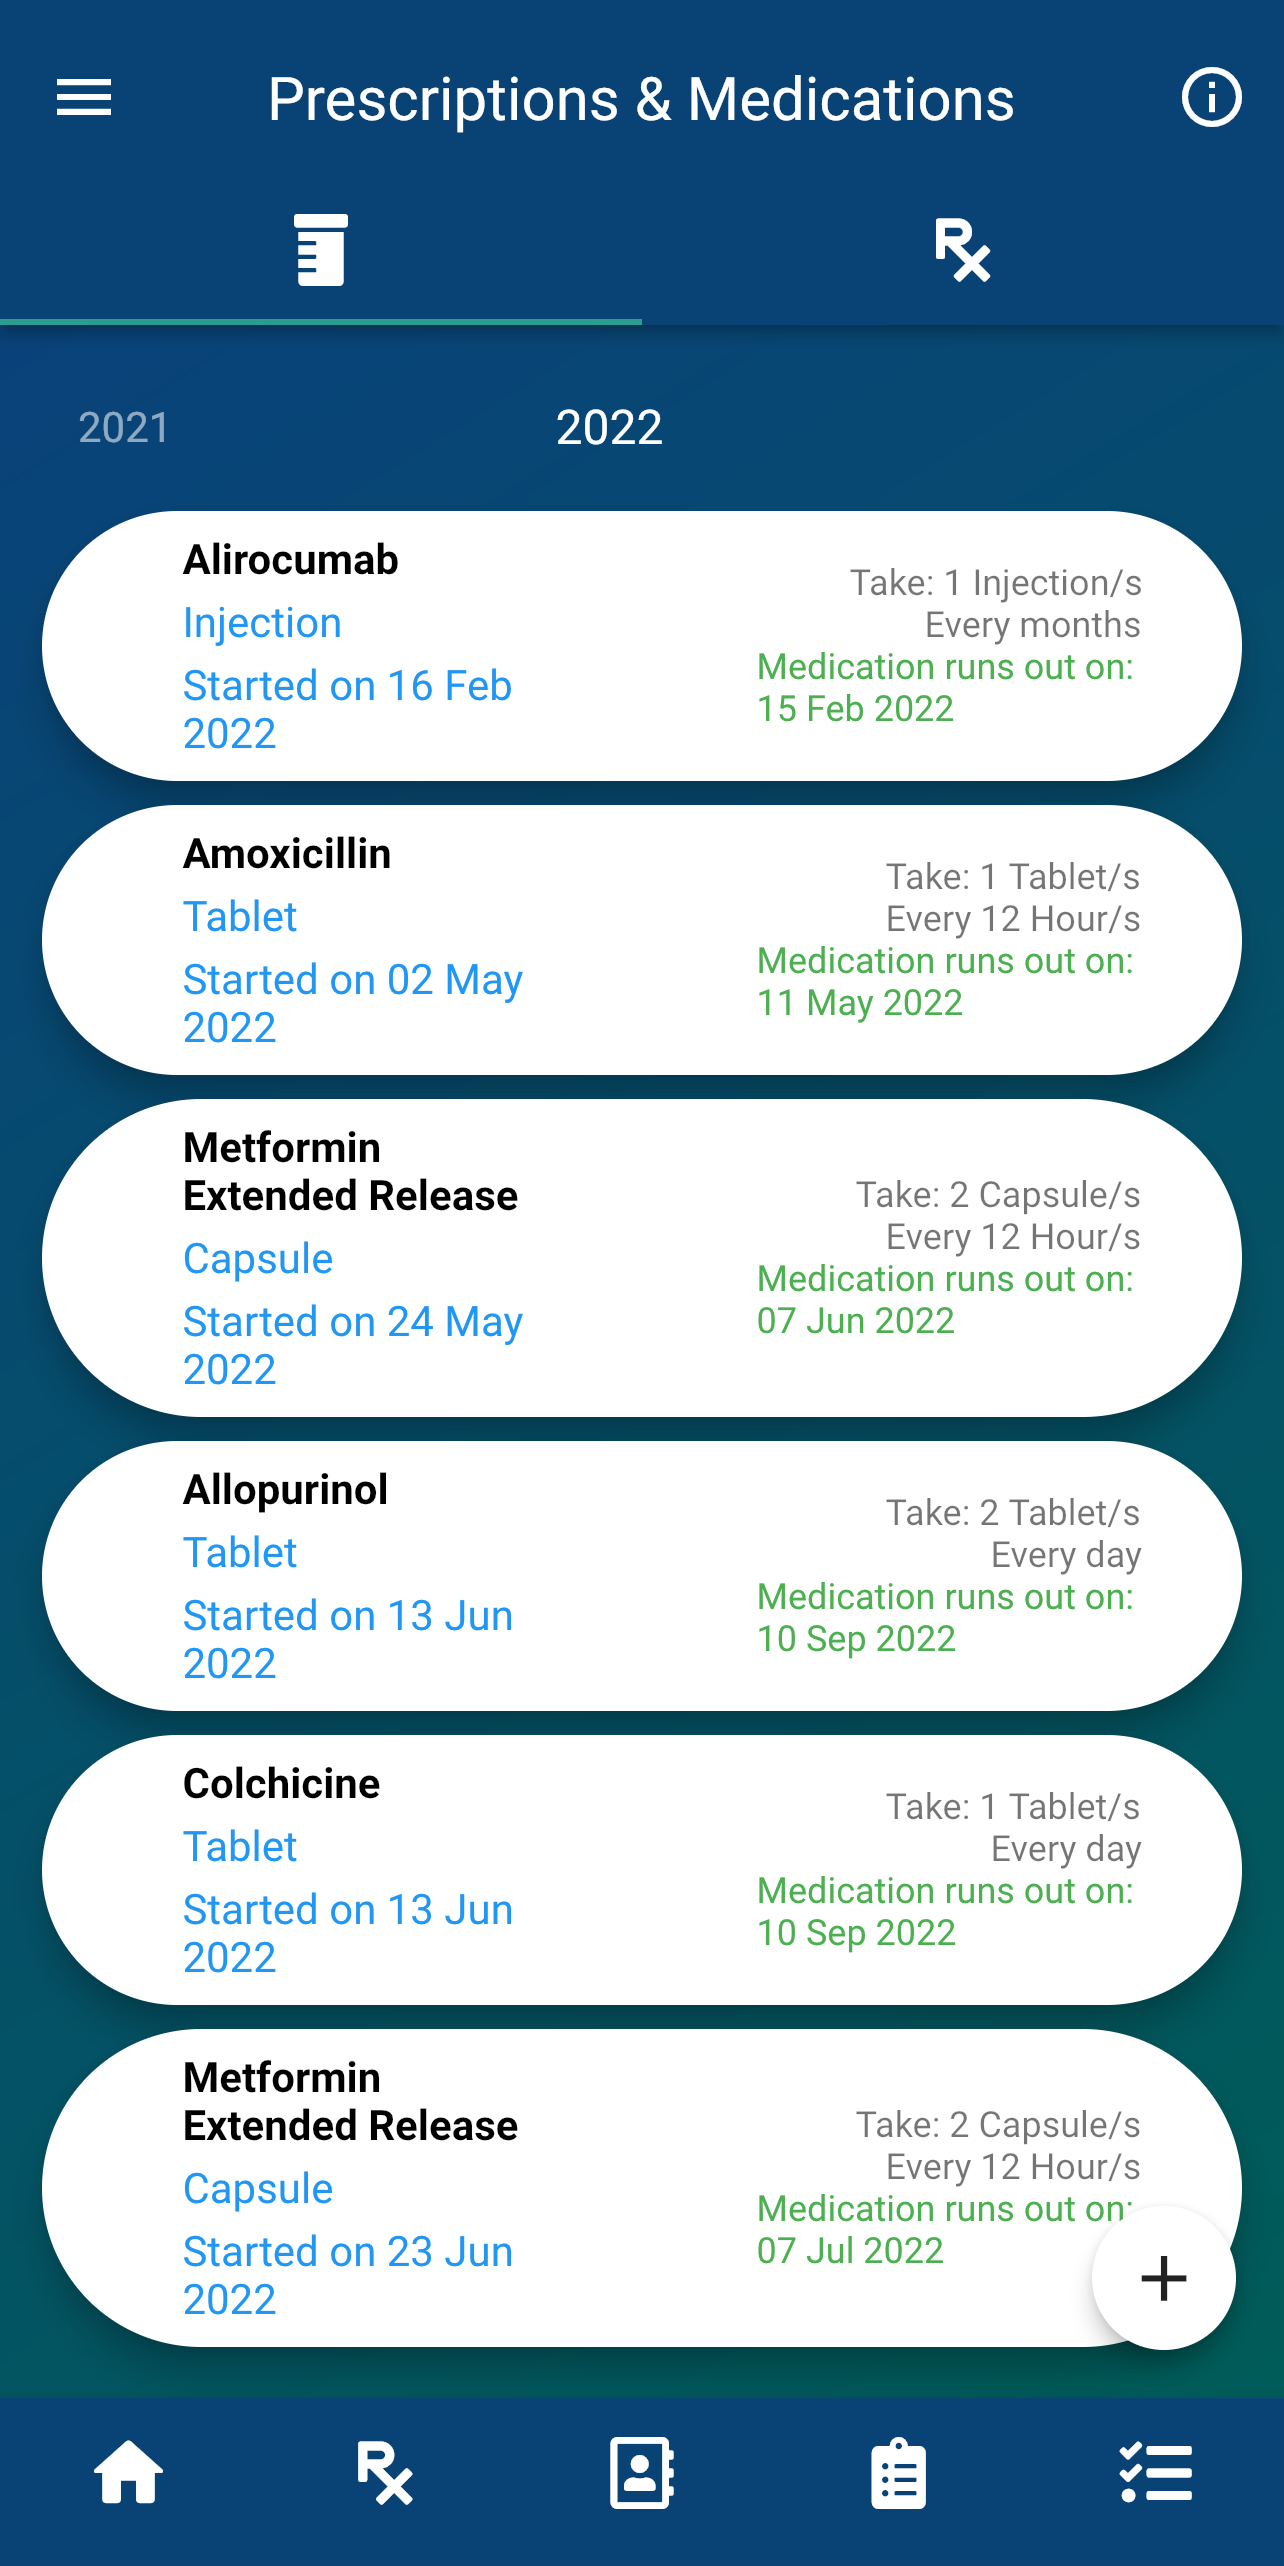 Prescriptions & Medications
2021
2022
Alirocumab
Injection
Started on 16 Feb
2022
Take: 1 Injection/s
Every months
Medication runs out on:
15 Feb 2022
Amoxicillin
Tablet
Started on 02 May
2022
Take: 1 Tablet/s
Every 12 Hour/s
Medication runs out on:
11 May 2022
Metformin
Extended Release
Capsule
Started on 24 May
2022
Take: 2 Capsule/s
Every 12 Hour/s
Medication runs out on:
07 Jun 2022
Allopurinol
Tablet
Started on 13 Jun
2022
Take: 2 Tablet/s
Every day
Medication runs out on:
10 Sep 2022
Colchicine
Tablet
Started on 13 Jun
2022
Take: 1 Tablet/s
Every day
Medication runs out on:
10 Sep 2022
Metformin
Extended Release
Capsule
Started on 23 Jun
2022
Take: 2 Capsule/s
Every 12 Hour/s
Medication runs out on:
07 Jul 2022